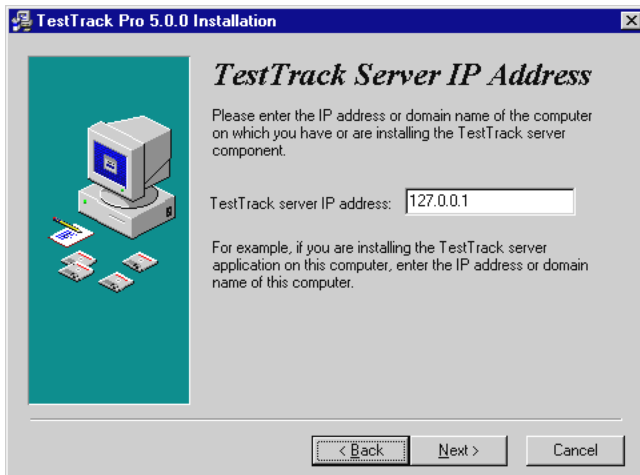 TestTrack Pro 5.0.0 Installation
TestTrack Server IP Address
Please enter the IP address or domain name of the computer
on which you have or are installing the TestTrack server
component.
TestTrack server IP address: 127.0.0.1
For example, if you are installing the TestTrack server
application on this computer, enter the IP address or domain
name of this computer.
< Back Next > Cancel